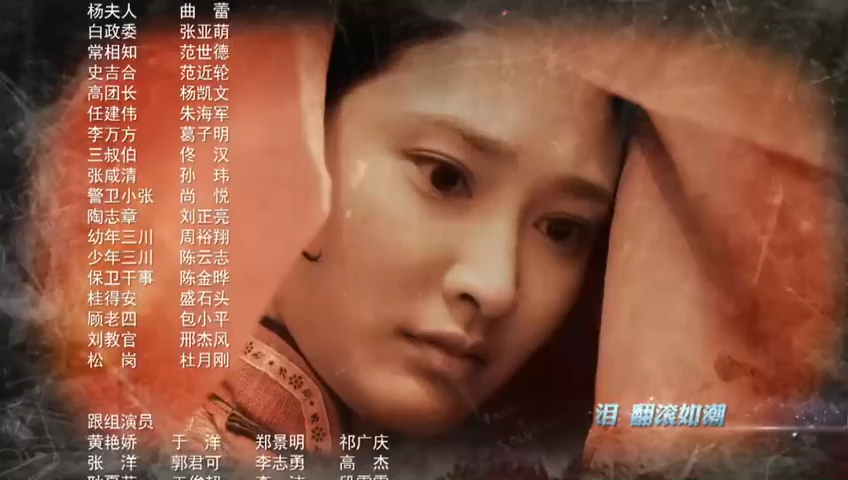 杨夫人 曲 蕾
白政委 张亚萌
常相知 范世德
史吉合 范近轮
高团长 杨凯文
任建伟 朱海军
李万方 葛子明
三叔伯 佟 汉
张咸清 孙 玮
警卫小张 尚 悦
陶志章 刘正亮
幼年三川 周裕翔
少年三川 陈云志
保卫干事 陈金晔
桂得安 盛石头
顾老四 包小平
刘教官 邢杰风
松 岗 杜月刚
泪 翻滚如潮
跟组演员
黄艳娇 于 洋 郑景明 祁广庆
张 洋 郭君可 李志勇 高 杰